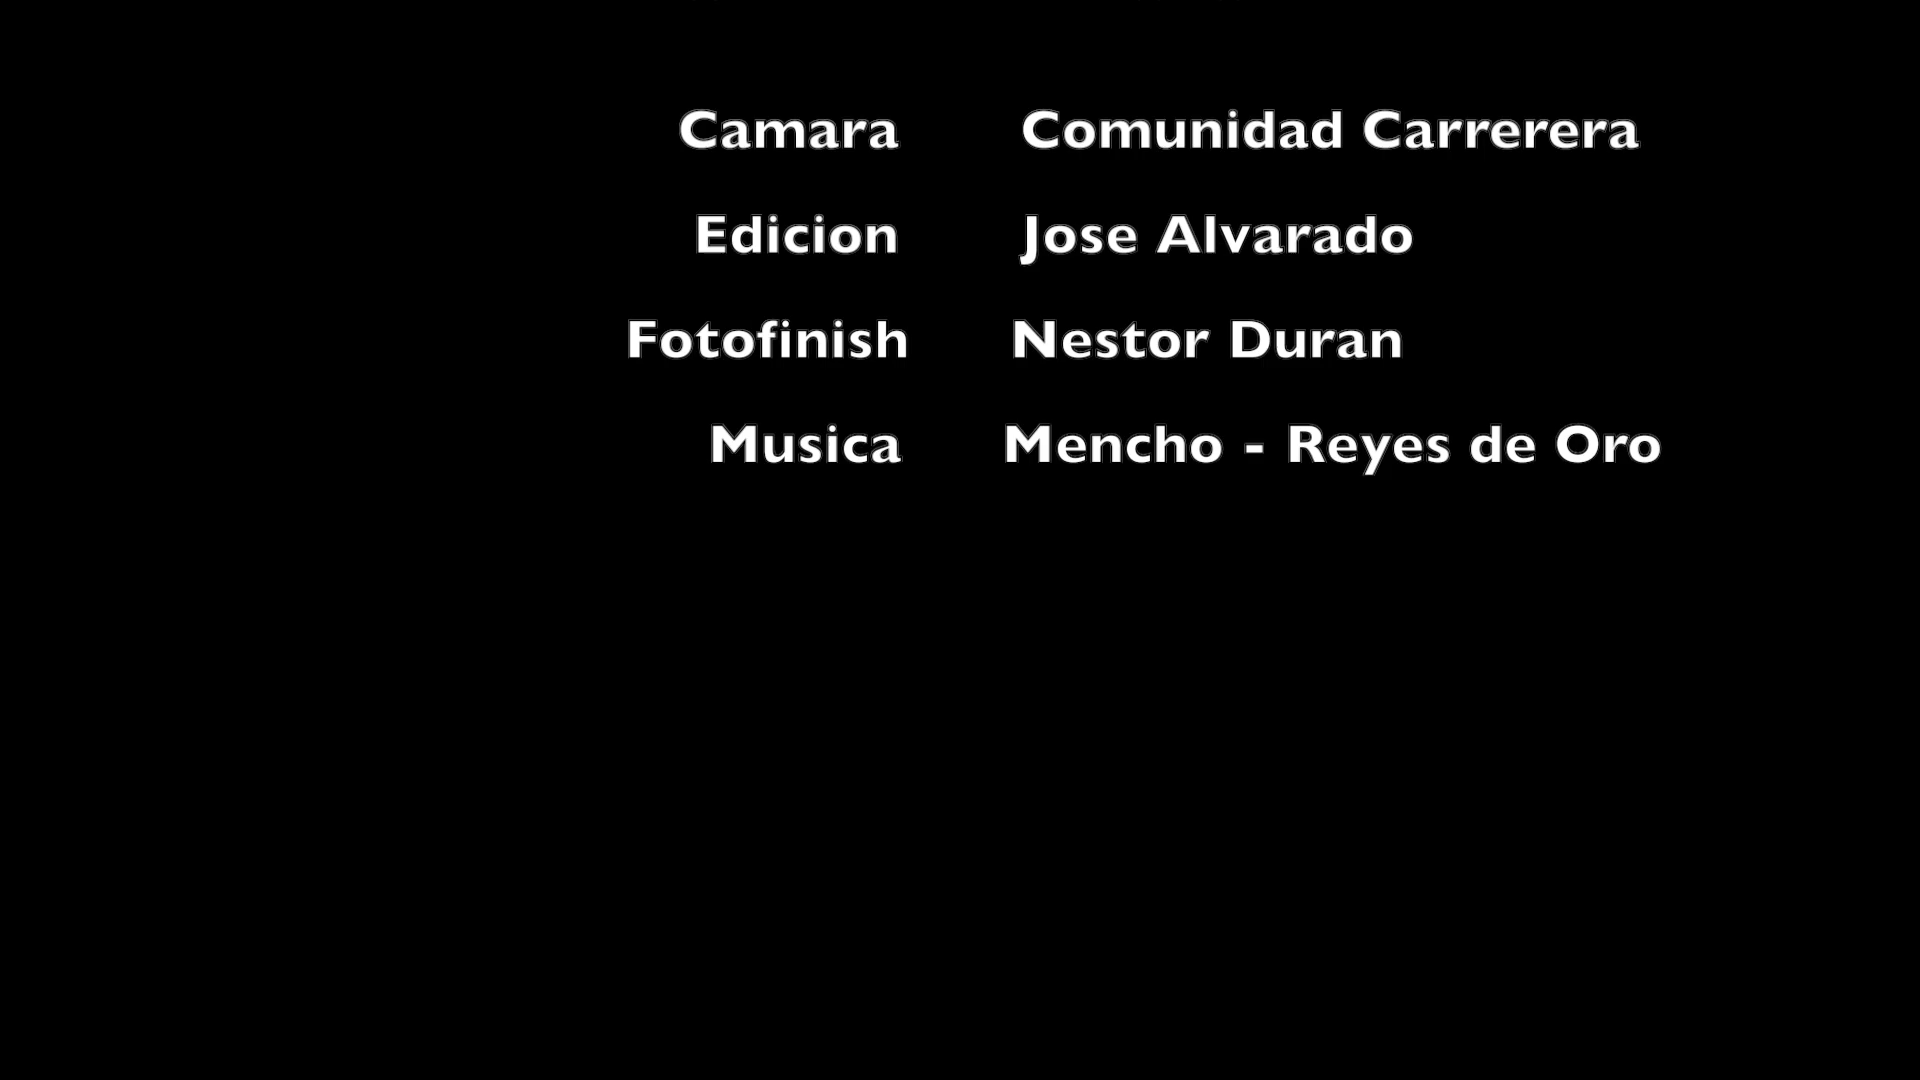 Camara Comunidad Carrerera
Edicion Jose Alvarado
Fotofinish Nestor Duran
Musica Mencho - Reyes de Oro